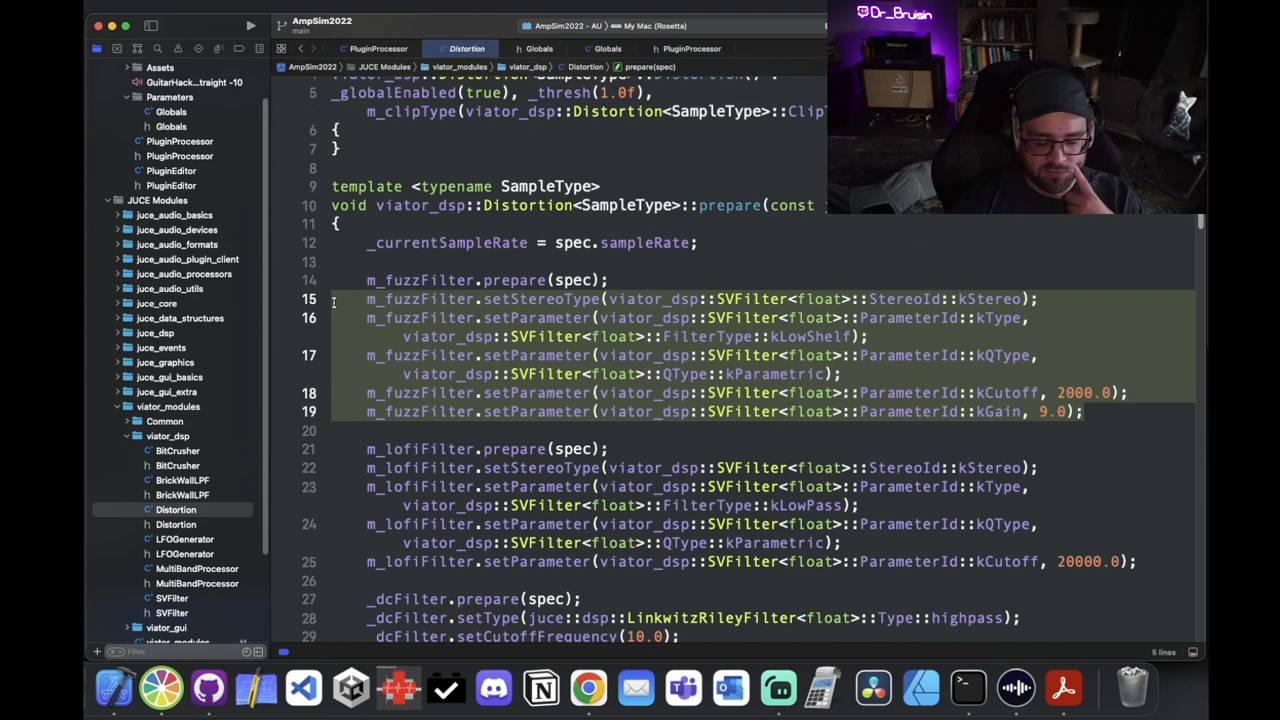 AmpSim2022
main
AmpSim2022 - AU
My Mac (Rosetta)
Dr_Bruisin
PluginProcessor
Distortion
Globals
Globals
PluginProcessor
AmpSim2022
JUCE Modules
viator_modules
viator_dsp
Distortion
prepare(spec)
Assets
GuitarHack...traight -10
Parameters
Globals
Globals
PluginProcessor
PluginProcessor
PluginEditor
PluginEditor
JUCE Modules
juce_audio_basics
juce_audio_devices
juce_audio_formats
juce_audio_plugin_client
juce_audio_processors
juce_audio_utils
juce_core
juce_data_structures
juce_dsp
juce_events
juce_graphics
juce_gui_basics
juce_gui_extra
viator_modules
Common
viator_dsp
BitCrusher
BitCrusher
BrickWallLPF
BrickWallLPF
Distortion
Distortion
LFOGenerator
LFOGenerator
MultiBandProcessor
MultiBandProcessor
SVFilter
SVFilter
viator_gui
viator_modules M
Filter
5 _globalEnabled(true), _thresh(1.0f),
m_clipType(viator_dsp::Distortion<SampleType>::ClipT
6 {
7 }
8
9 template <typename SampleType>
10 void viator_dsp::Distortion<SampleType>::prepare(const
11 {
12 _currentSampleRate = spec.sampleRate;
13
14 m_fuzzFilter.prepare(spec);
15 m_fuzzFilter.setStereoType(viator_dsp::SVFilter<float>::StereoId::kStereo);
16 m_fuzzFilter.setParameter(viator_dsp::SVFilter<float>::ParameterId::kType,
viator_dsp::SVFilter<float>::FilterType::kLowShelf);
17 m_fuzzFilter.setParameter(viator_dsp::SVFilter<float>::ParameterId::kQType,
viator_dsp::SVFilter<float>::QType::kParametric);
18 m_fuzzFilter.setParameter(viator_dsp::SVFilter<float>::ParameterId::kCutoff, 2000.0);
19 m_fuzzFilter.setParameter(viator_dsp::SVFilter<float>::ParameterId::kGain, 9.0);
20
21 m_lofiFilter.prepare(spec);
22 m_lofiFilter.setStereoType(viator_dsp::SVFilter<float>::StereoId::kStereo);
23 m_lofiFilter.setParameter(viator_dsp::SVFilter<float>::ParameterId::kType,
viator_dsp::SVFilter<float>::FilterType::kLowPass);
24 m_lofiFilter.setParameter(viator_dsp::SVFilter<float>::ParameterId::kQType,
viator_dsp::SVFilter<float>::QType::kParametric);
25 m_lofiFilter.setParameter(viator_dsp::SVFilter<float>::ParameterId::kCutoff, 20000.0);
26
27 _dcFilter.prepare(spec);
28 _dcFilter.setType(juce::dsp::LinkwitzRileyFilter<float>::Type::highpass);
29 _dcFilter.setCutoffFrequency(10.0);
5 lines